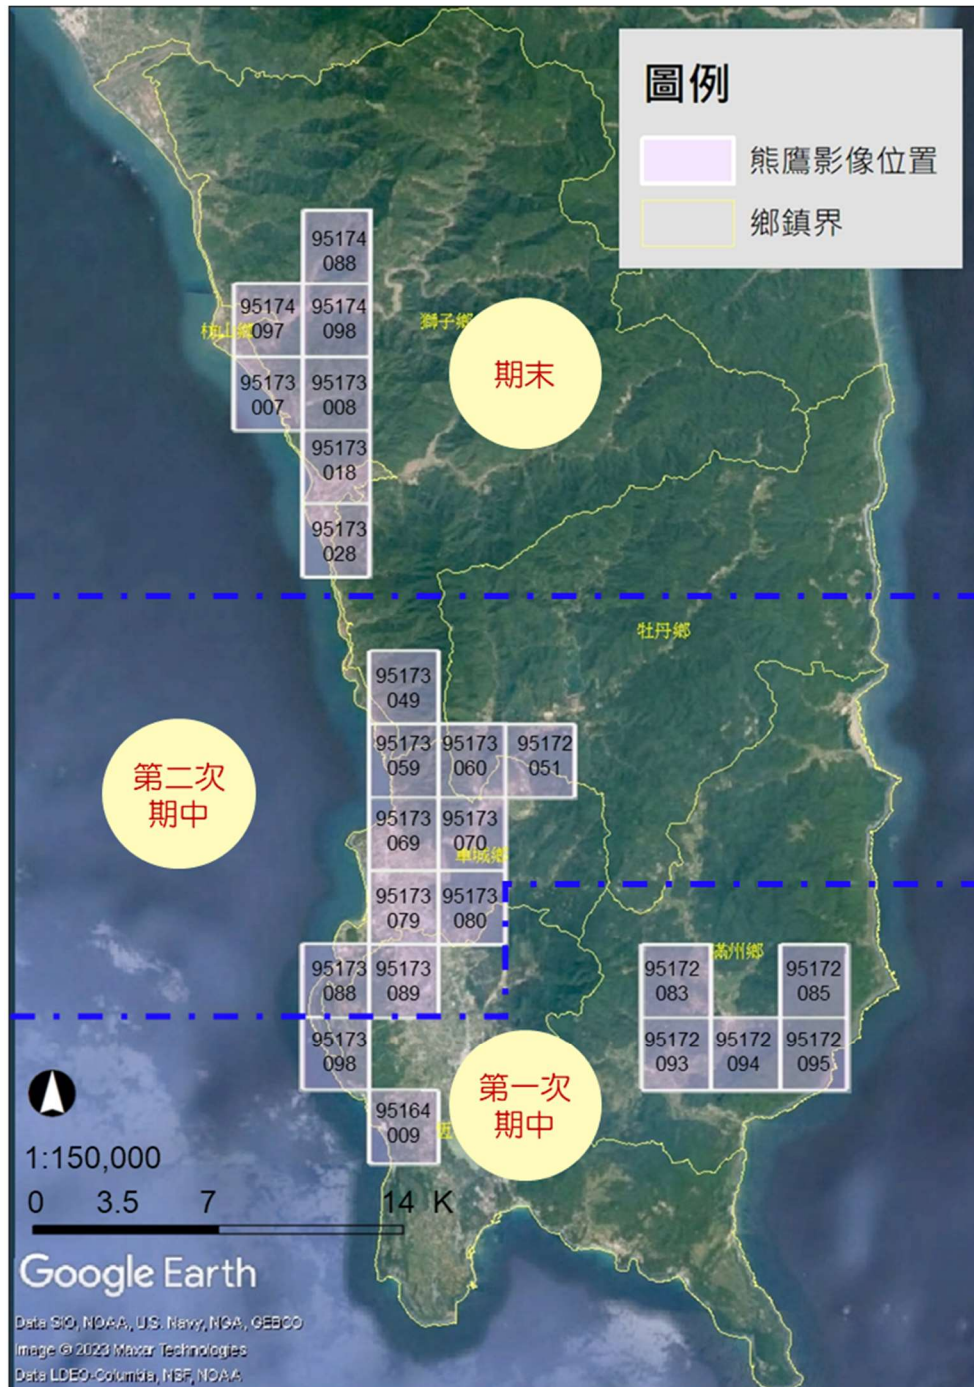 圖例
熊鷹影像位置
鄉鎮界
95174
088
95174
097
95174
098
枋山鄉
獅子鄉
期末
95173
007
95173
008
95173
018
95173
028
牡丹鄉
95173
049
95173
059
95173
060
95172
051
第二次
期中
95173
069
95173
070
車城鄉
95173
079
95173
080
95173
088
95173
089
滿州鄉
95172
083
95172
085
95173
098
95172
093
95172
094
95172
095
第一次
期中
95164
009
1:150,000
0 3.5 7 14 K
Google Earth
Data SIO, NOAA, U.S. Navy, NGA, GEBCO
Image © 2023 Maxar Technologies
Data LDEO-Columbia, NSF, NOAA